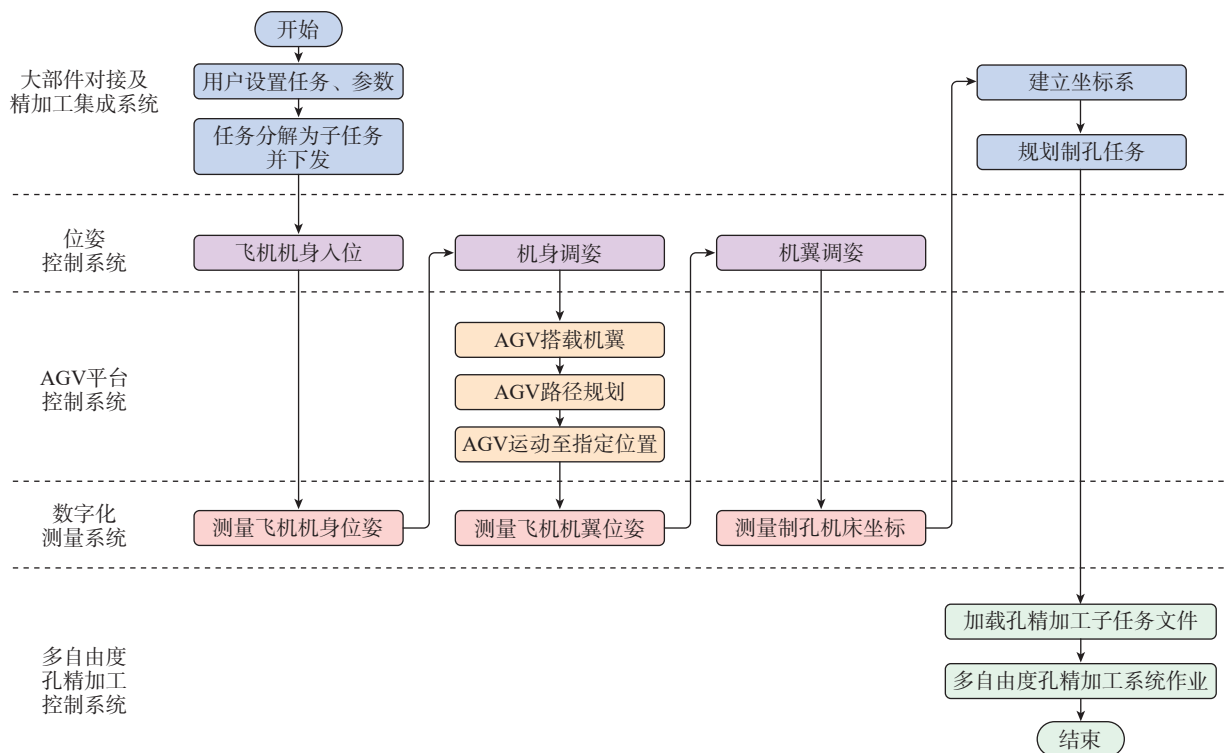 开始
大部件对接及
精加工集成系统
用户设置任务、参数
任务分解为子任务
并下发
建立坐标系
规划制孔任务
位姿
控制系统
飞机机身入位
机身调姿
机翼调姿
AGV平台
控制系统
AGV搭载机翼
AGV路径规划
AGV运动至指定位置
数字化
测量系统
测量飞机机身位姿
测量飞机机翼位姿
测量制孔机床坐标
多自由度
孔精加工
控制系统
加载孔精加工子任务文件
多自由度孔精加工系统作业
结束